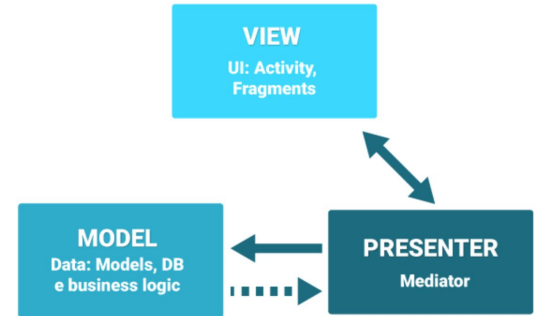 VIEW
UI: Activity,
Fragments
MODEL
Data: Models, DB
e business logic
PRESENTER
Mediator